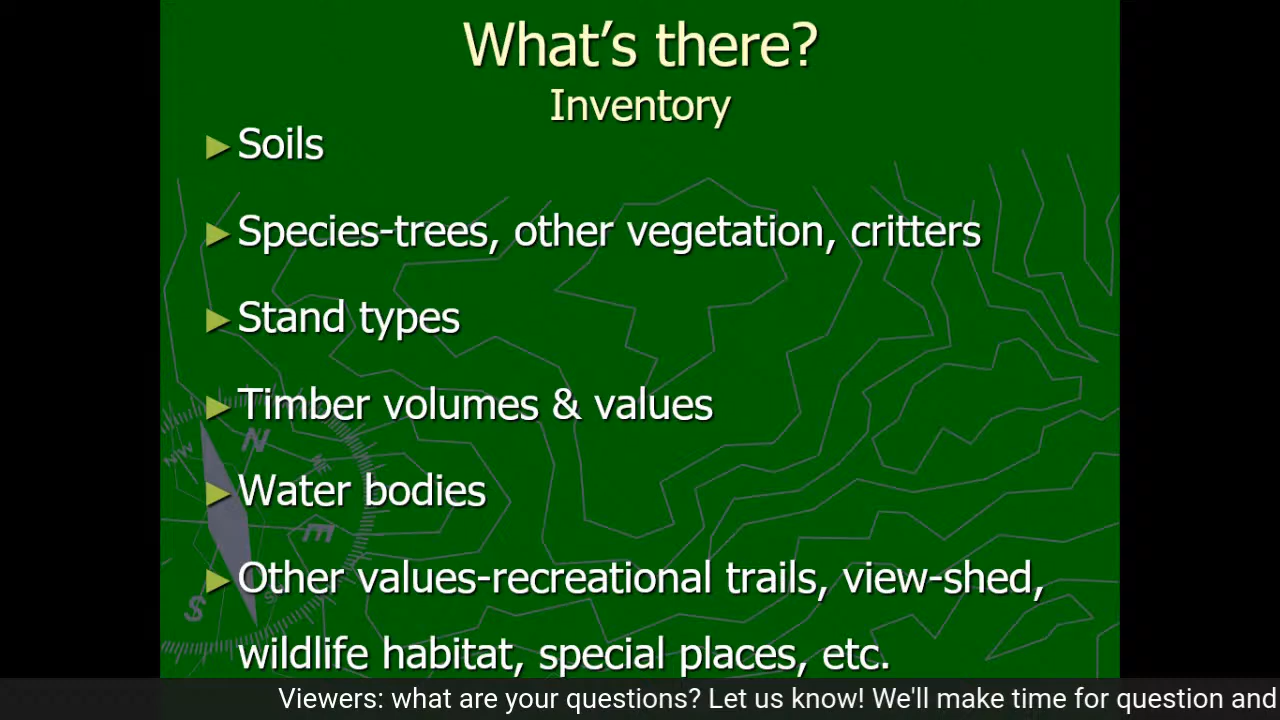 What's there?
Inventory
►Soils
►Species-trees, other vegetation, critters
►Stand types
►Timber volumes & values
►Water bodies
►Other values-recreational trails, view-shed,
wildlife habitat, special places, etc.
N
NW
NE
E
S
S
Viewers: what are your questions? Let us know! We'll make time for question and